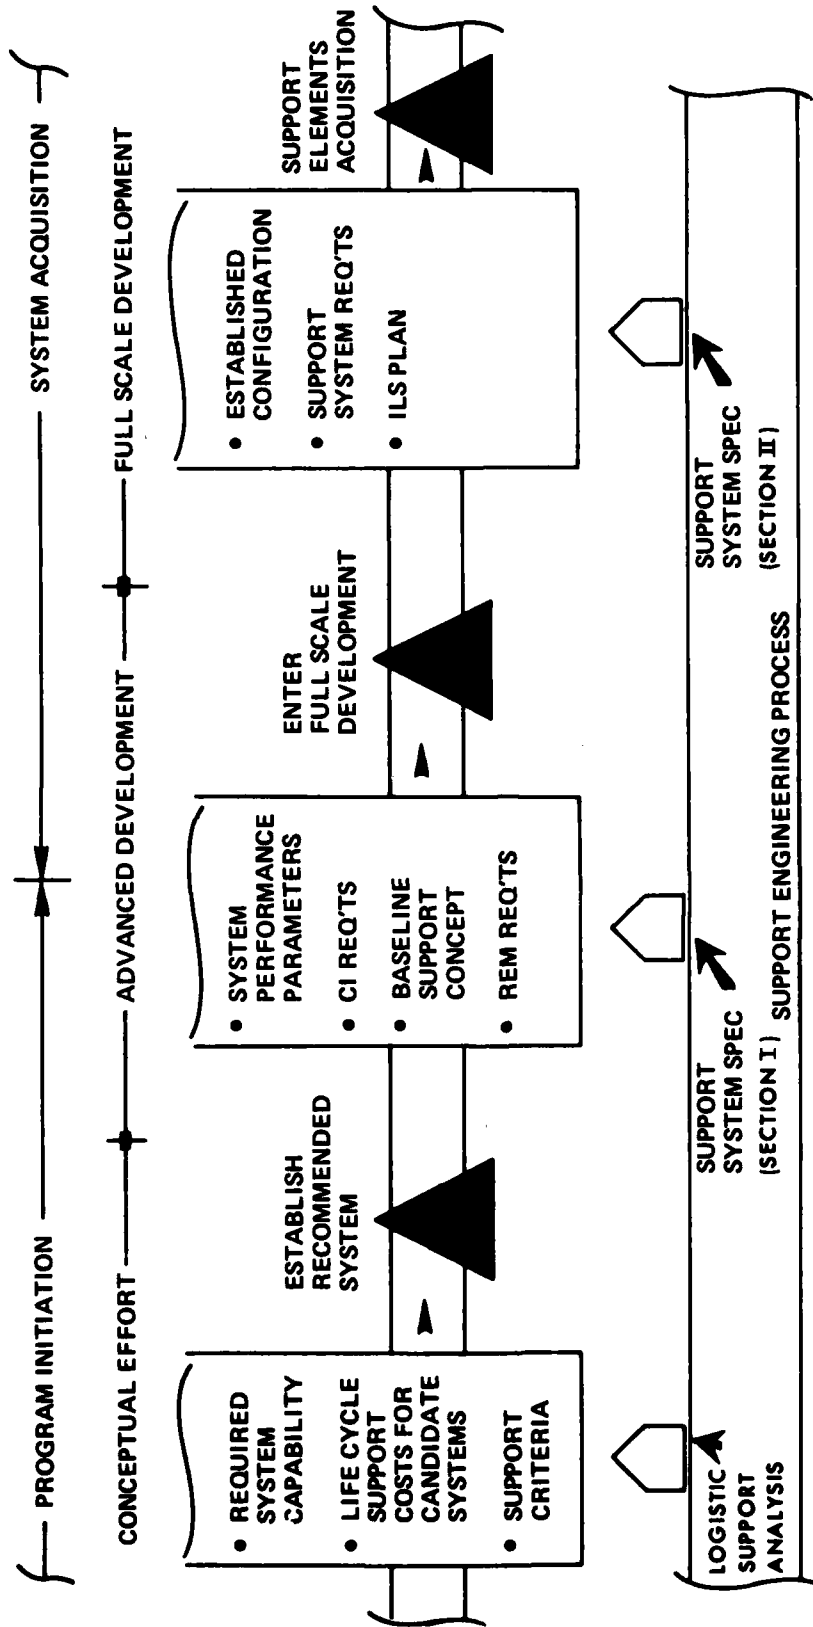 PROGRAM INITIATION
SYSTEM ACQUISITION
CONCEPTUAL EFFORT
ADVANCED DEVELOPMENT
FULL SCALE DEVELOPMENT
• REQUIRED
SYSTEM
CAPABILITY
• LIFE CYCLE
SUPPORT
COSTS FOR
CANDIDATE
SYSTEMS
• SUPPORT
CRITERIA
ESTABLISH
RECOMMENDED
SYSTEM
• SYSTEM
PERFORMANCE
PARAMETERS
• CI REQ'TS
• BASELINE
SUPPORT
CONCEPT
• REM REQ'TS
ENTER
FULL SCALE
DEVELOPMENT
• ESTABLISHED
CONFIGURATION
• SUPPORT
SYSTEM REQ'TS
• ILS PLAN
SUPPORT
ELEMENTS
ACQUISITION
LOGISTIC
SUPPORT
ANALYSIS
SUPPORT
SYSTEM SPEC
(SECTION I)
SUPPORT
SYSTEM SPEC
(SECTION II)
SUPPORT ENGINEERING PROCESS